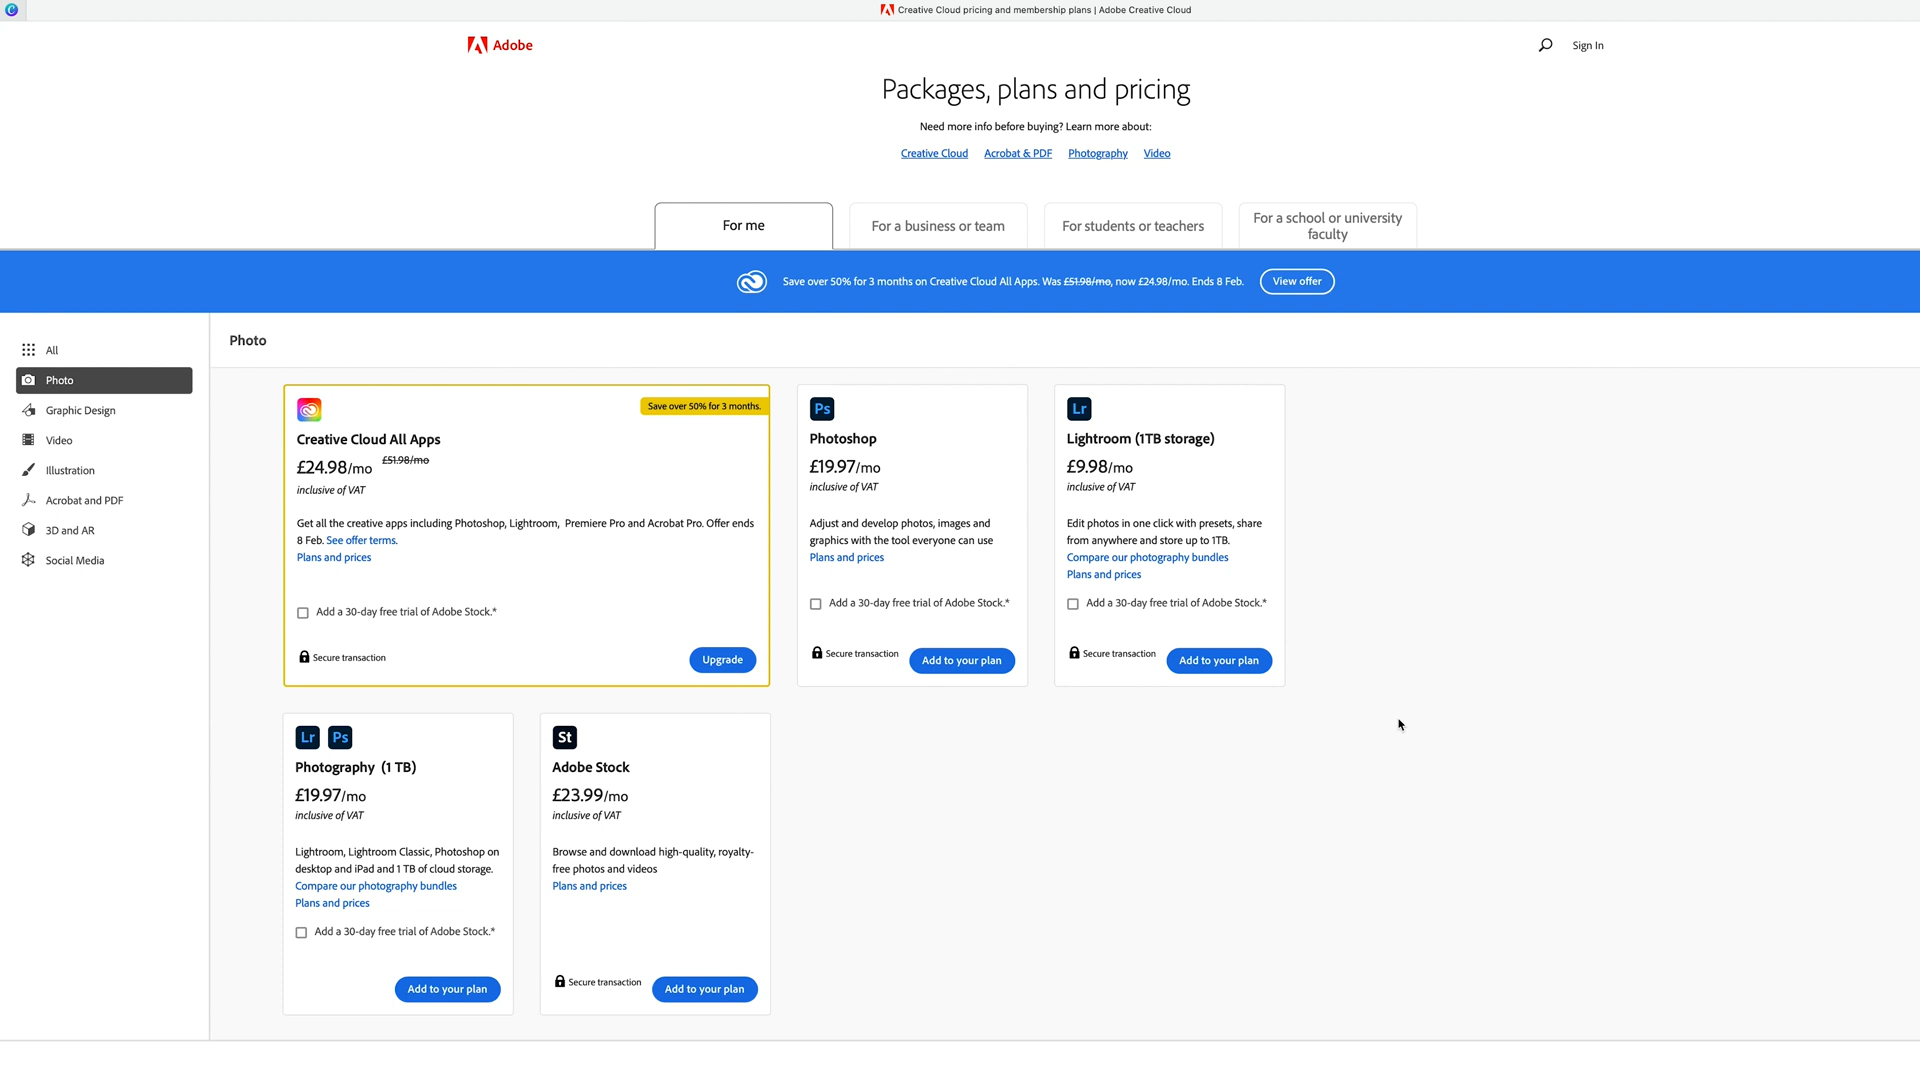 Creative Cloud pricing and membership plans | Adobe Creative Cloud
Adobe
Sign In
Packages, plans and pricing
Need more info before buying? Learn more about:
Creative Cloud Acrobat & PDF Photography Video
For me
For a business or team
For students or teachers
For a school or university
faculty
Save over 50% for 3 months on Creative Cloud All Apps. Was £51.98/mo, now £24.98/mo. Ends 8 Feb.
View offer
All
Photo
Graphic Design
Video
Illustration
Acrobat and PDF
3D and AR
Social Media
Photo
Save over 50% for 3 months.
Creative Cloud All Apps
£24.98/mo £51.98/mo
inclusive of VAT
Get all the creative apps including Photoshop, Lightroom, Premiere Pro and Acrobat Pro. Offer ends
8 Feb. See offer terms.
Plans and prices
Add a 30-day free trial of Adobe Stock.*
Secure transaction
Upgrade
Ps
Photoshop
£19.97/mo
inclusive of VAT
Adjust and develop photos, images and
graphics with the tool everyone can use
Plans and prices
Add a 30-day free trial of Adobe Stock.*
Secure transaction
Add to your plan
Lr
Lightroom (1TB storage)
£9.98/mo
inclusive of VAT
Edit photos in one click with presets, share
from anywhere and store up to 1TB.
Compare our photography bundles
Plans and prices
Add a 30-day free trial of Adobe Stock.*
Secure transaction
Add to your plan
Lr Ps
Photography (1 TB)
£19.97/mo
inclusive of VAT
Lightroom, Lightroom Classic, Photoshop on
desktop and iPad and 1 TB of cloud storage.
Compare our photography bundles
Plans and prices
Add a 30-day free trial of Adobe Stock.*
Add to your plan
St
Adobe Stock
£23.99/mo
inclusive of VAT
Browse and download high-quality, royalty-
free photos and videos
Plans and prices
Secure transaction
Add to your plan